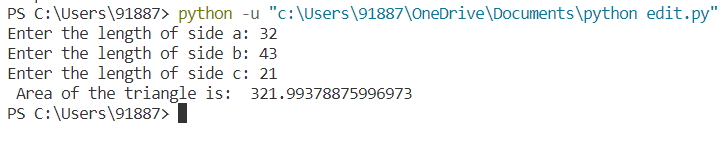 PS C:\Users\91887> python -u "c:\Users\91887\OneDrive\Documents\python edit.py"
Enter the length of side a: 32
Enter the length of side b: 43
Enter the length of side c: 21
 Area of the triangle is:  321.99378875996973
PS C:\Users\91887>